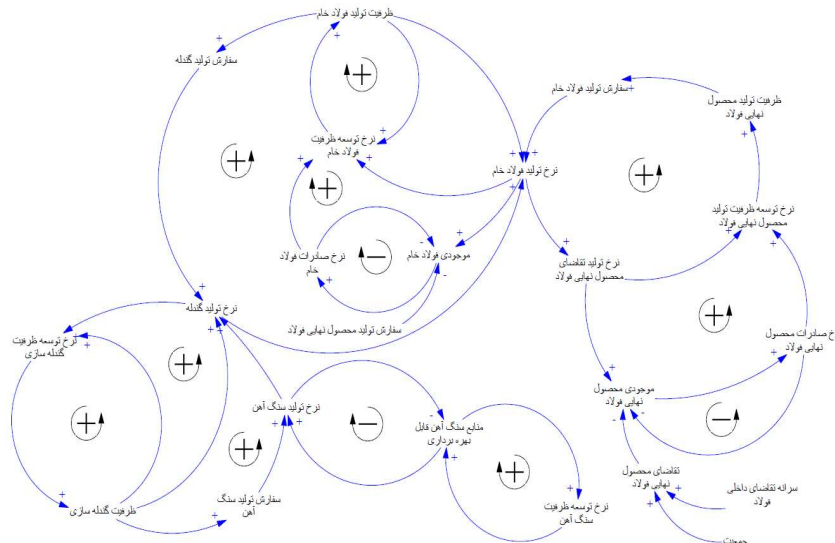 ظرفیت تولید فولاد خام
سفارش تولید گندله
سفارش تولید فولاد خام
ظرفیت تولید محصول
نهایی فولاد
نرخ توسعه ظرفیت
فولاد خام
نرخ تولید فولاد خام
نرخ توسعه ظرفیت تولید
محصول نهایی فولاد
نرخ صادرات فولاد
خام
موجودی فولاد خام
نرخ تولید تقاضای
محصول نهایی فولاد
نرخ تولید گندله
سفارش تولید محصول نهایی فولاد
خ صادرات محصول
نهایی فولاد
نرخ توسعه ظرفیت
گندله سازی
موجودی محصول
نهایی فولاد
نرخ تولید سنگ آهن
منابع سنگ آهن قابل
بهره برداری
تقاضای محصول
نهایی فولاد
سرانه تقاضای داخلی
فولاد
ظرفیت گندله سازی
سفارش تولید سنگ
آهن
نرخ توسعه ظرفیت
سنگ آهن
جمعیت